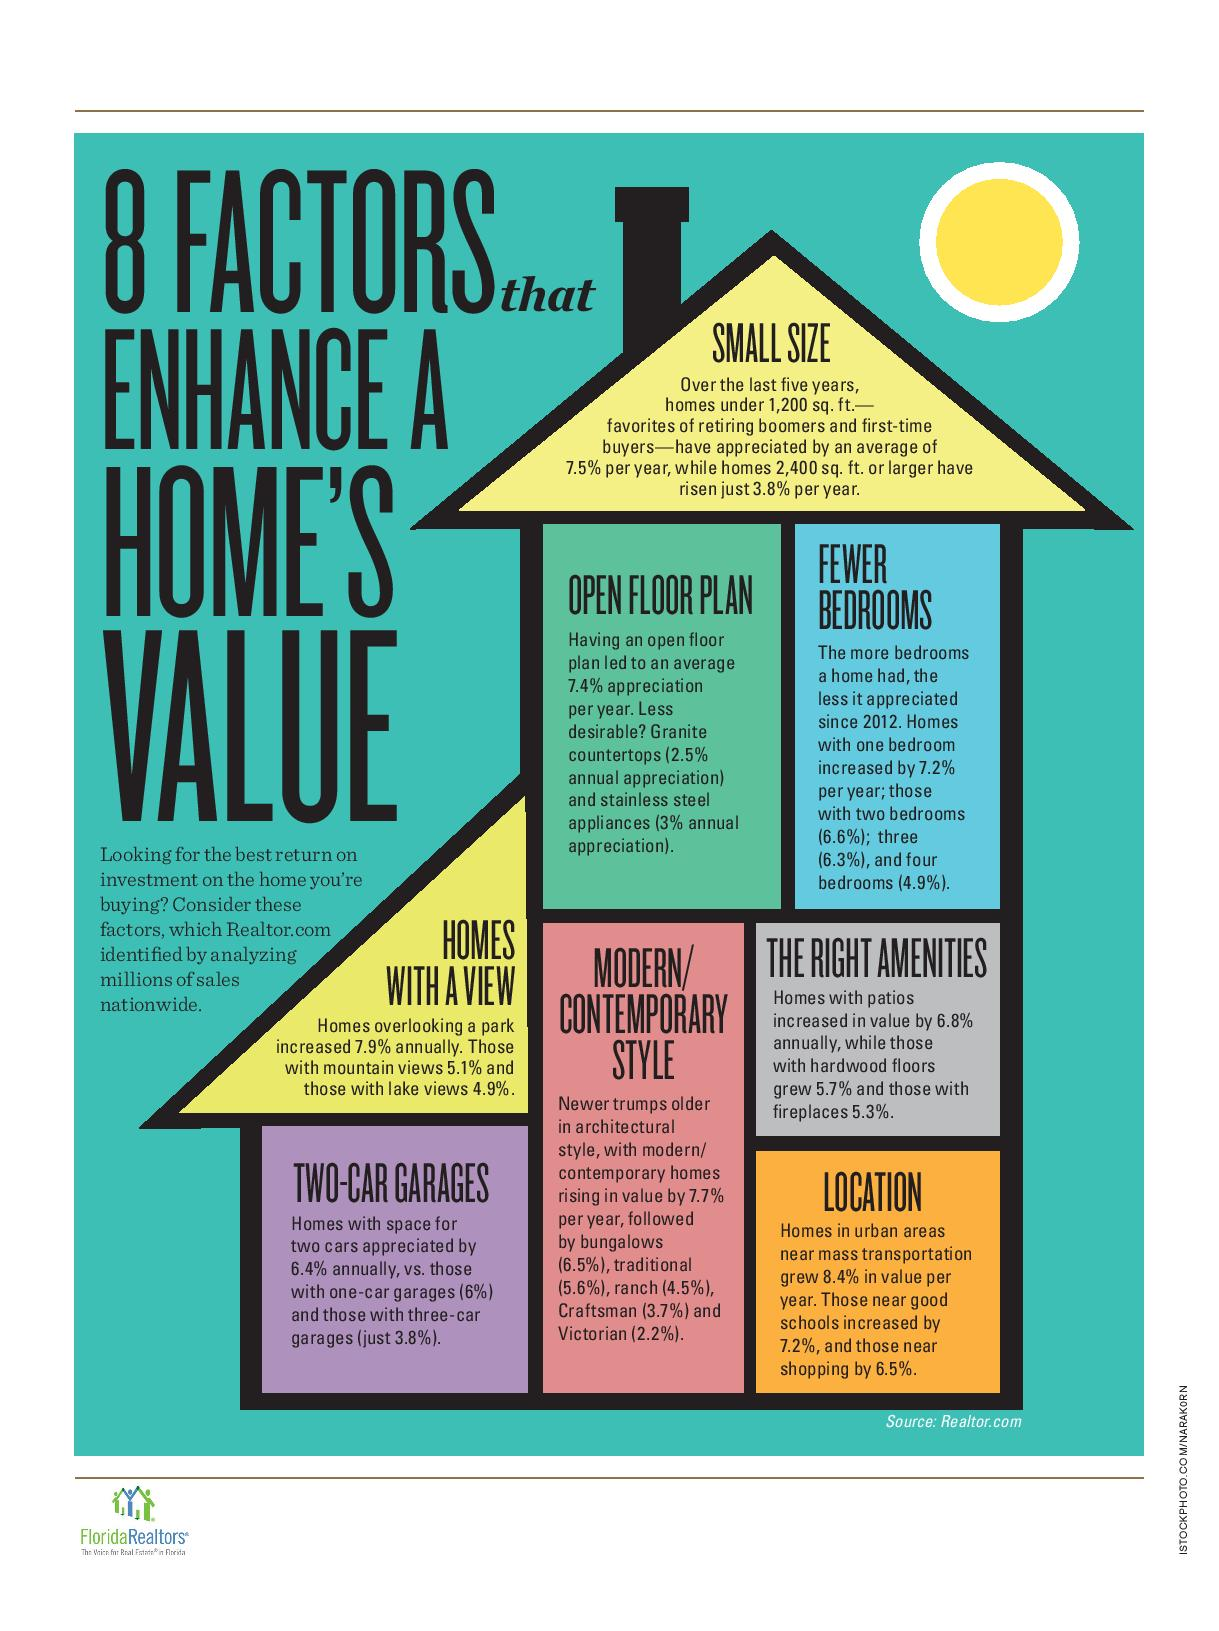 8 FACTORS that
ENHANCE A
HOME'S
VALUE
Looking for the best return on
investment on the home you're
buying? Consider these
factors, which Realtor.com
identified by analyzing
millions of sales
nationwide.
SMALL SIZE
Over the last five years,
homes under 1,200 sq. ft.—
favorites of retiring boomers and first-time
buyers—have appreciated by an average of
7.5% per year, while homes 2,400 sq. ft. or larger have
risen just 3.8% per year.
OPEN FLOOR PLAN
Having an open floor
plan led to an average
7.4% appreciation
per year. Less
desirable? Granite
countertops (2.5%
annual appreciation)
and stainless steel
appliances (3% annual
appreciation).
FEWER
BEDROOMS
The more bedrooms
a home had, the
less it appreciated
since 2012. Homes
with one bedroom
increased by 7.2%
per year; those
with two bedrooms
(6.6%); three
(6.3%), and four
bedrooms (4.9%).
HOMES
WITH A VIEW
Homes overlooking a park
increased 7.9% annually. Those
with mountain views 5.1% and
those with lake views 4.9%.
MODERN/
CONTEMPORARY
STYLE
Newer trumps older
in architectural
style, with modern/
contemporary homes
rising in value by 7.7%
per year, followed
by bungalows
(6.5%), traditional
(5.6%), ranch (4.5%),
Craftsman (3.7%) and
Victorian (2.2%).
THE RIGHT AMENITIES
Homes with patios
increased in value by 6.8%
annually, while those
with hardwood floors
grew 5.7% and those with
fireplaces 5.3%.
TWO-CAR GARAGES
Homes with space for
two cars appreciated by
6.4% annually, vs. those
with one-car garages (6%)
and those with three-car
garages (just 3.8%).
LOCATION
Homes in urban areas
near mass transportation
grew 8.4% in value per
year. Those near good
schools increased by
7.2%, and those near
shopping by 6.5%.
Source: Realtor.com
FloridaRealtors®
The Voice for Real Estate® in Florida
ISTOCKPHOTO.COM/NARAK0RN